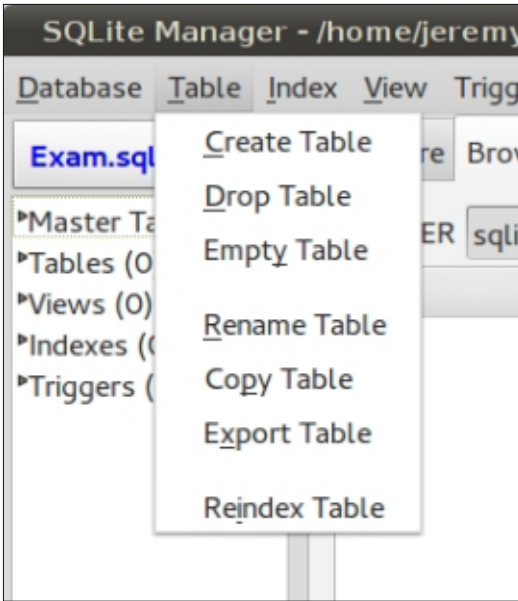 SQLite Manager - /home/jeremy
Database Table Index View Trigg
Exam.sql
re Brow
Master Ta
ER sqli
Tables (0
Views (0)
Indexes (
Triggers (
Create Table
Drop Table
Empty Table
Rename Table
Copy Table
Export Table
Reindex Table